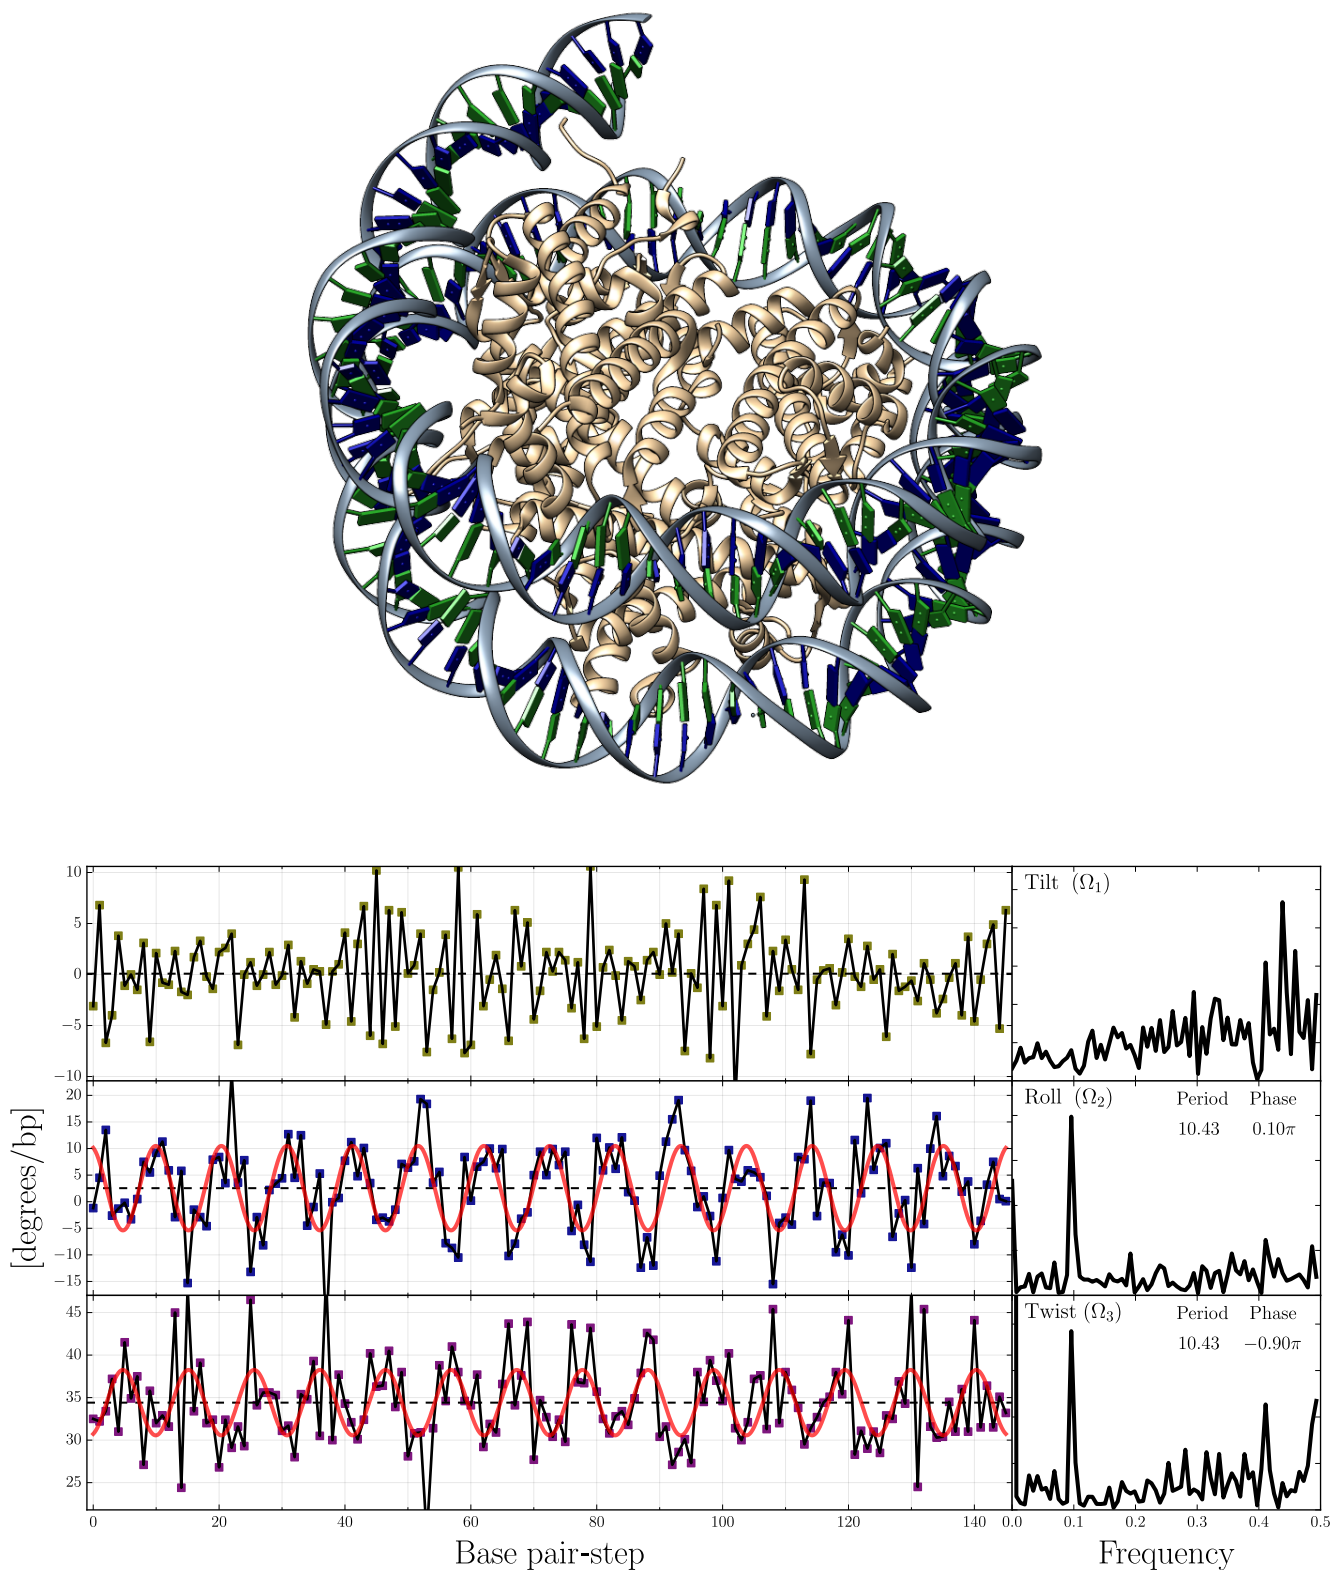 10
5
0
−5
−10
Tilt (Ω₁)
20
15
10
5
0
−5
−10
−15
Roll (Ω₂) Period Phase
10.43 0.10π
[degrees/bp]
45
40
35
30
25
Twist (Ω₃) Period Phase
10.43 −0.90π
0 20 40 60 80 100 120 140 0.0 0.1 0.2 0.3 0.4 0.5
Base pair-step Frequency